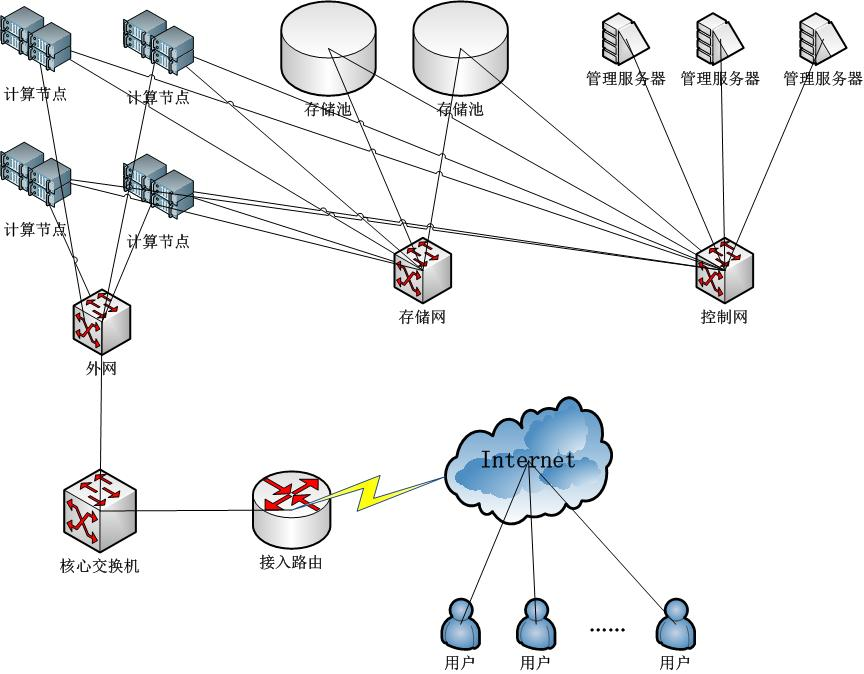 计算节点
计算节点
存储池
存储池
管理服务器
管理服务器
管理服务器
计算节点
计算节点
存储网
控制网
外网
Internet
核心交换机
接入路由
......
用户
用户
用户